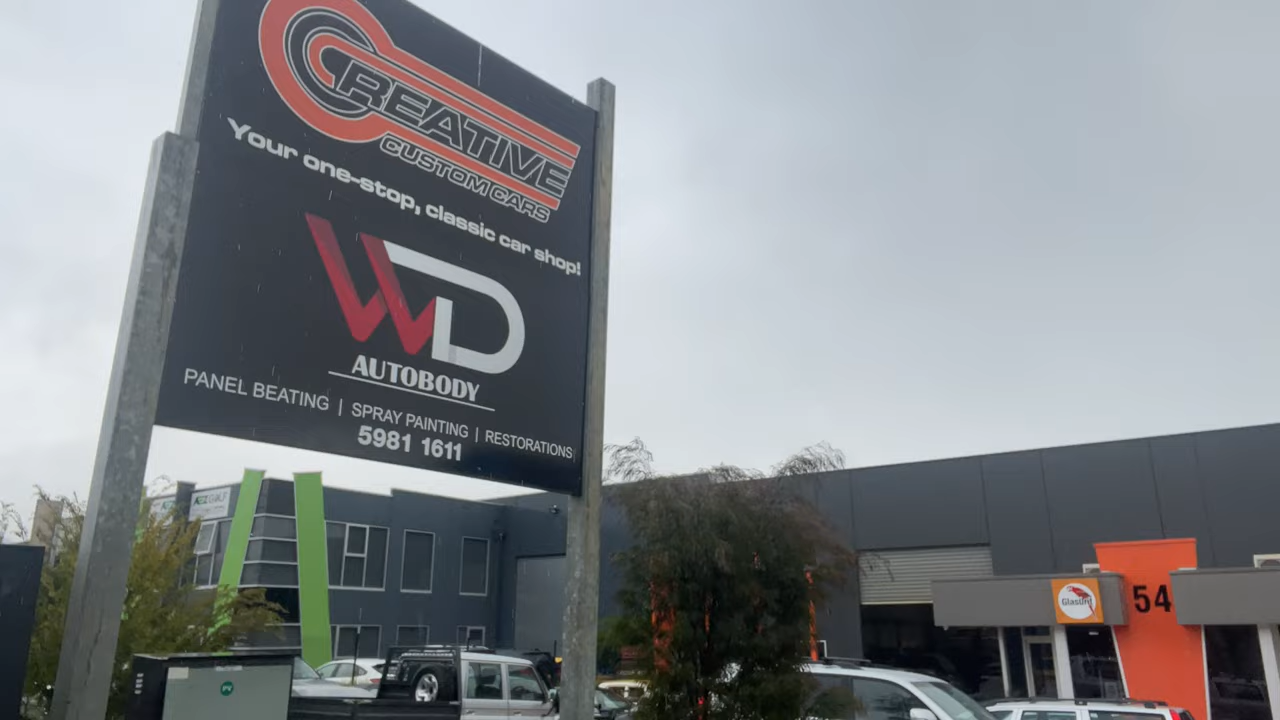 CREATIVE
CUSTOM CARS
Your one-stop, classic car shop!
WD
AUTOBODY
PANEL BEATING | SPRAY PAINTING | RESTORATIONS
5981 1611
GOLF
54